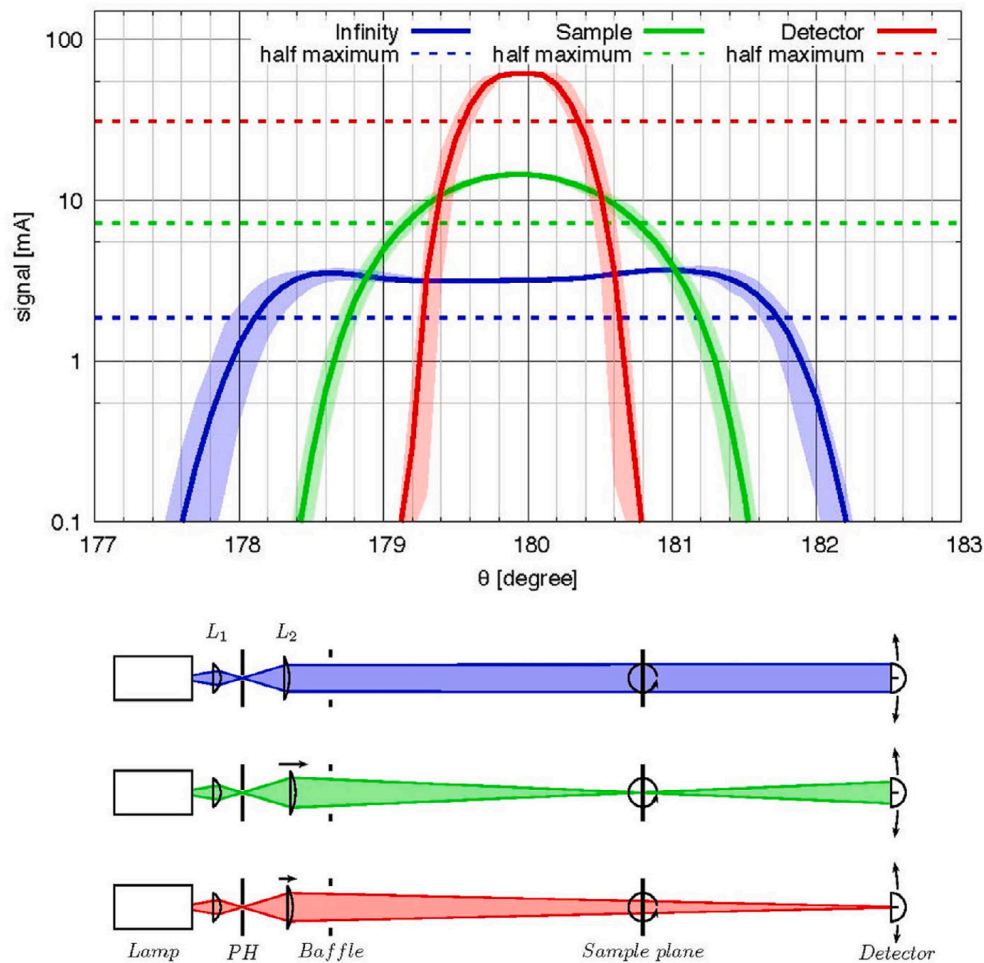 Infinity Sample Detector
half maximum half maximum half maximum
100
10
1
0.1
signal [mA]
177 178 179 180 181 182 183
θ [degree]
L1 L2
Lamp PH Baffle Sample plane Detector